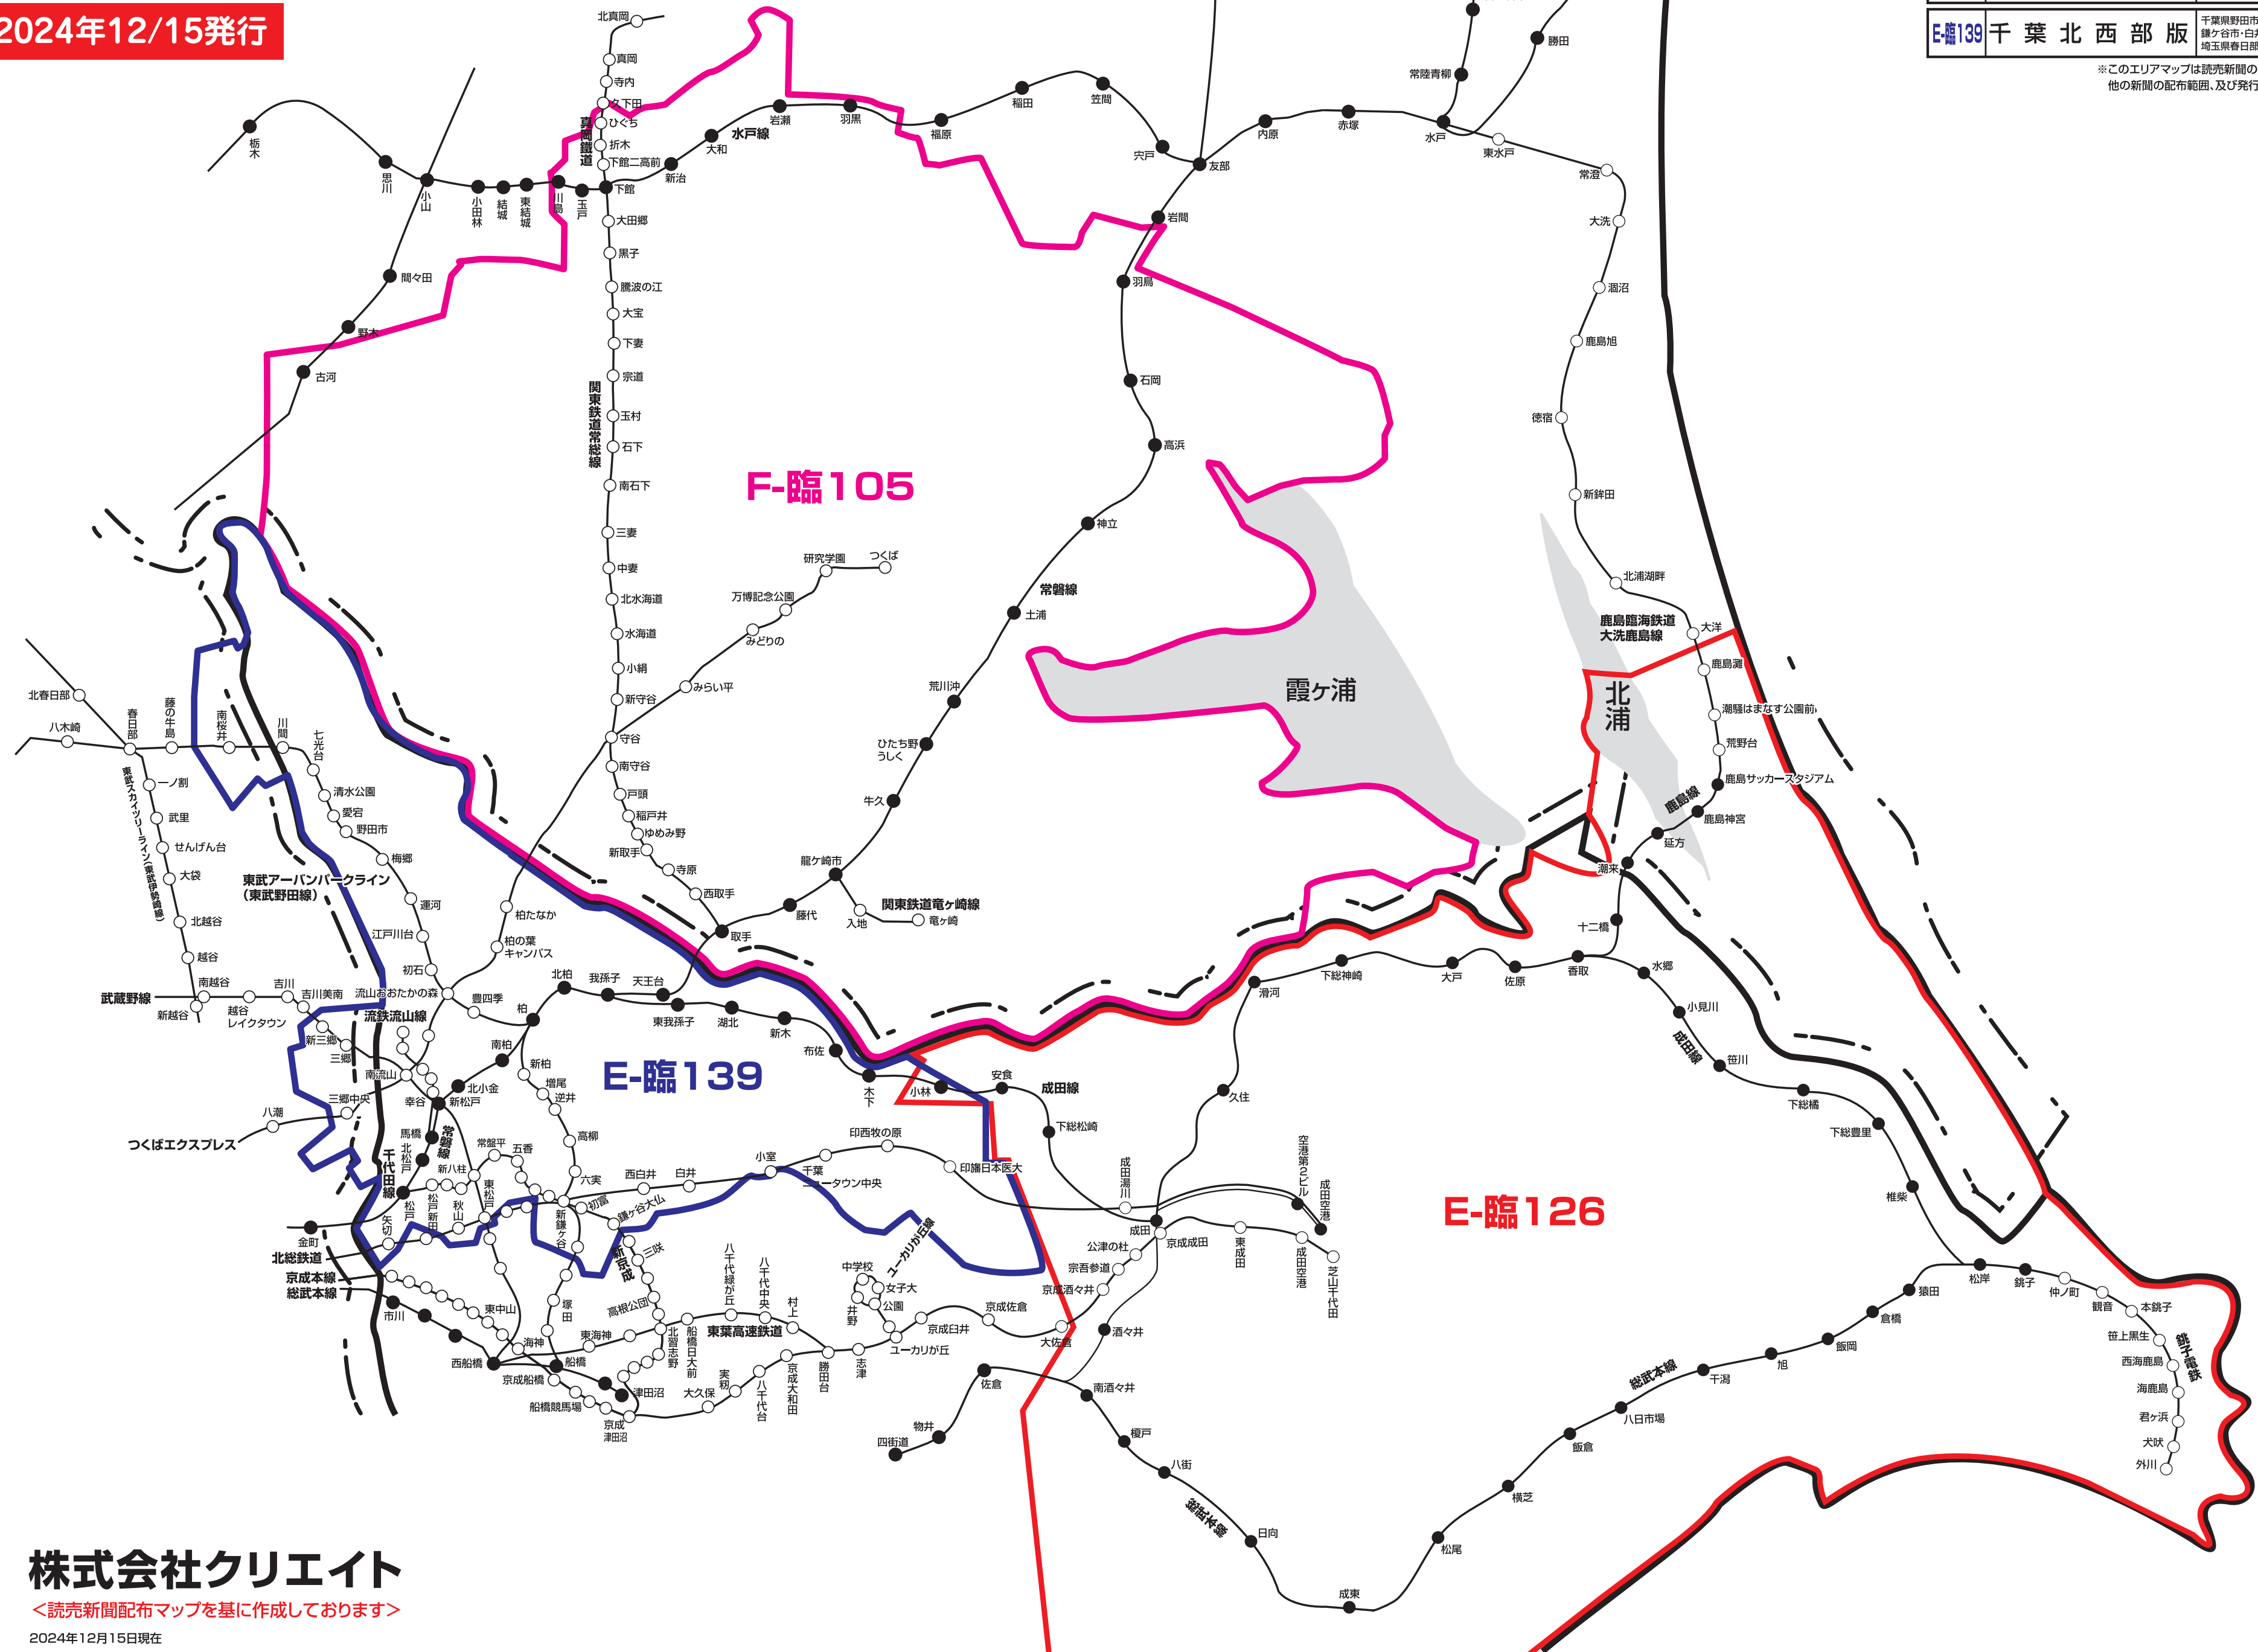 2024年12/15発行
E-臨139 千葉北西部版
千葉県野田市
鎌ケ谷市・白井
埼玉県春日部
※このエリアマップは読売新聞の
他の新聞の配布範囲、及び発行
北真岡
真岡
寺内
久下田
ひぐち
折木
下館二高前
真岡鐵道
栃木
思川
小山
小田林
結城
東結城
川島
玉戸
下館
新治
大和
水戸線
岩瀬
羽黒
福原
稲田
笠間
宍戸
友部
内原
赤塚
水戸
常陸青柳
勝田
東水戸
常澄
大洗
涸沼
鹿島旭
徳宿
新鉾田
北浦湖畔
鹿島臨海鉄道
大洗鹿島線
大洋
鹿島灘
潮騒はまなす公園前
荒野台
鹿島サッカースタジアム
鹿島線
鹿島神宮
延方
潮来
十二橋
間々田
野木
古河
大田郷
黒子
騰波の江
大宝
下妻
宗道
玉村
石下
南石下
三妻
中妻
北水海道
水海道
小絹
新守谷
守谷
南守谷
戸頭
稲戸井
ゆめみ野
新取手
寺原
西取手
取手
関東鉄道常総線
F-臨105
岩間
羽鳥
石岡
高浜
神立
常磐線
土浦
荒川沖
ひたち野
うしく
牛久
龍ケ崎市
藤代
入地
関東鉄道竜ヶ崎線
竜ヶ崎
つくば
研究学園
万博記念公園
みどりの
みらい平
霞ヶ浦
北浦
北春日部
八木崎
春日部
藤の牛島
南桜井
川間
七光台
清水公園
愛宕
野田市
梅郷
運河
江戸川台
初石
流山おおたかの森
豊四季
柏
東武アーバンパークライン
（東武野田線）
東武スカイツリーライン（東武伊勢崎線）
一ノ割
武里
せんげん台
大袋
北越谷
越谷
南越谷
新越谷
武蔵野線
越谷
レイクタウン
吉川
吉川美南
新三郷
三郷
三郷中央
八潮
つくばエクスプレス
流鉄流山線
南流山
幸谷
新松戸
北小金
南柏
柏たなか
柏の葉
キャンパス
北柏
我孫子
天王台
東我孫子
湖北
新木
布佐
木下
小林
安食
成田線
下総松崎
E-臨139
新柏
増尾
逆井
高柳
六実
馬橋
北松戸
常磐線
千代田線
松戸
金町
新八柱
常盤平
五香
松戸新田
矢切
秋山
東松戸
新鎌ヶ谷
初富
鎌ヶ谷大仏
西白井
白井
小室
千葉
ニュータウン中央
印西牧の原
印旛日本医大
成田湯川
空港第2ビル
成田空港
滑河
久住
下総神崎
大戸
佐原
香取
水郷
小見川
成田線
笹川
下総橘
下総豊里
椎柴
松岸
銚子
仲ノ町
観音
本銚子
笹上黒生
西海鹿島
海鹿島
君ヶ浜
犬吠
外川
銚子電鉄
E-臨126
北総鉄道
京成本線
総武本線
市川
東中山
西船橋
海神
東海神
船橋
塚田
京成船橋
船橋競馬場
津田沼
京成
津田沼
新京成
三咲
高根公団
北習志野
船橋日大前
東葉高速鉄道
八千代緑が丘
八千代中央
村上
大久保
実籾
八千代台
京成大和田
勝田台
志津
ユーカリが丘
ユーカリが丘線
中学校
女子大
公園
井野
京成臼井
京成佐倉
大佐倉
京成酒々井
宗吾参道
公津の杜
成田
京成成田
東成田
成田空港
芝山千代田
酒々井
佐倉
物井
四街道
南酒々井
榎戸
八街
総武本線
日向
成東
松尾
横芝
飯倉
八日市場
総武本線
干潟
旭
飯岡
倉橋
猿田
株式会社クリエイト
＜読売新聞配布マップを基に作成しております＞
2024年12月15日現在